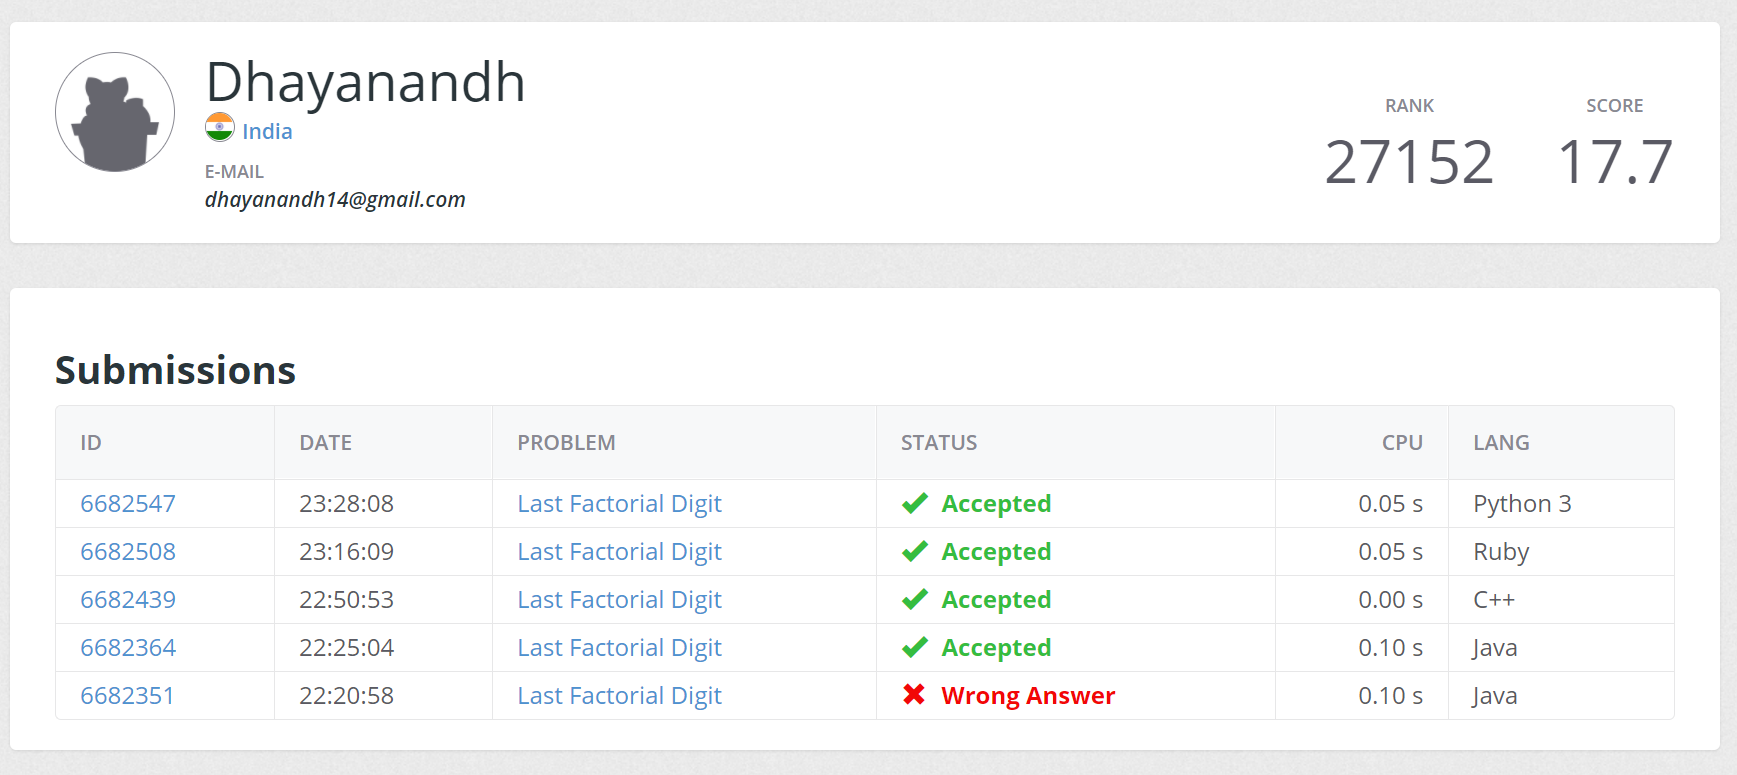 Dhayanandh
India
E-MAIL
dhayanandh14@gmail.com
RANK SCORE
27152 17.7
Submissions
ID DATE PROBLEM STATUS CPU LANG
6682547 23:28:08 Last Factorial Digit Accepted 0.05 s Python 3
6682508 23:16:09 Last Factorial Digit Accepted 0.05 s Ruby
6682439 22:50:53 Last Factorial Digit Accepted 0.00 s C++
6682364 22:25:04 Last Factorial Digit Accepted 0.10 s Java
6682351 22:20:58 Last Factorial Digit Wrong Answer 0.10 s Java